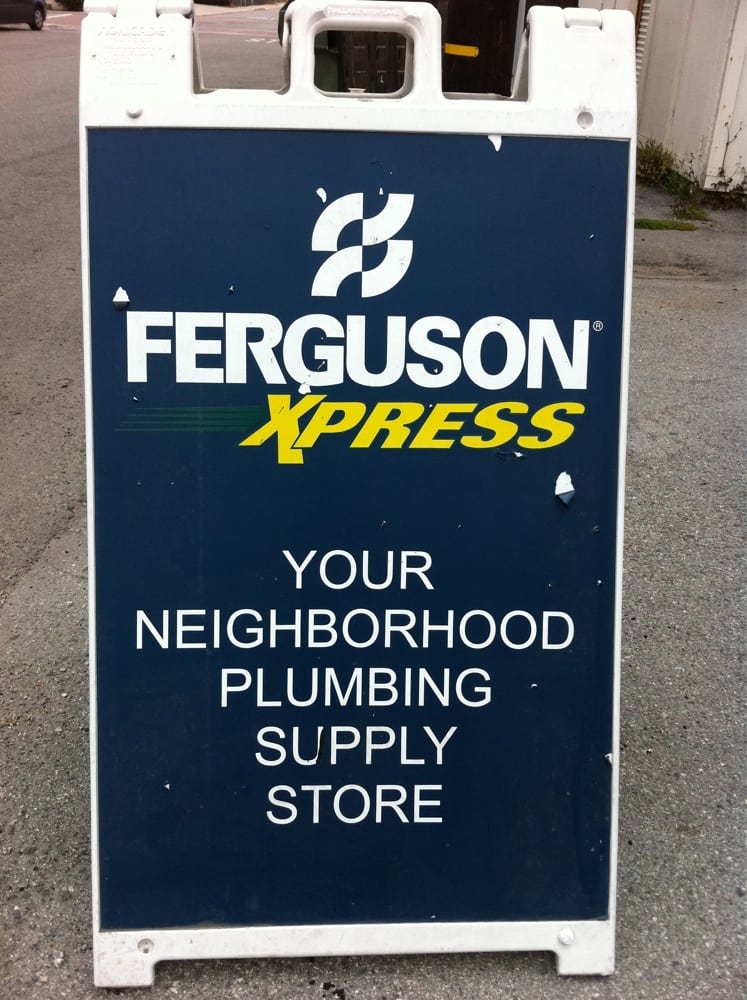 FERGUSON®
XPRESS
YOUR
NEIGHBORHOOD
PLUMBING
SUPPLY
STORE